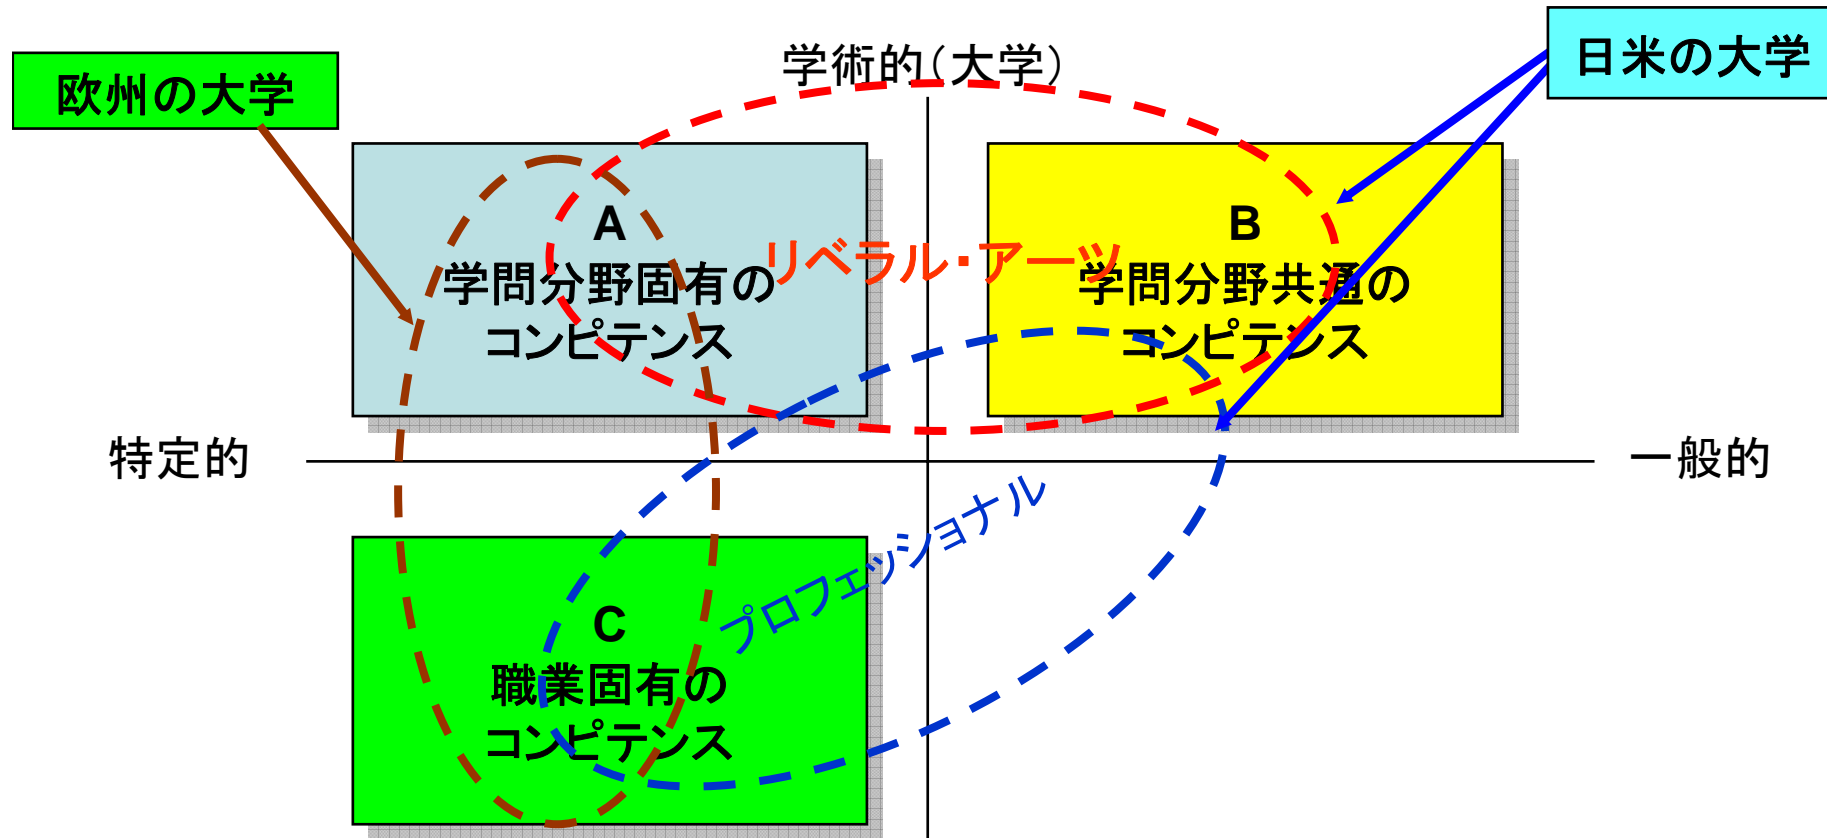 学術的（大学）
日米の大学
欧州の大学
A
学問分野固有の
コンピテンス
リベラル・アーツ
B
学問分野共通の
コンピテンス
特定的
一般的
プロフェッショナル
C
職業固有の
コンピテンス